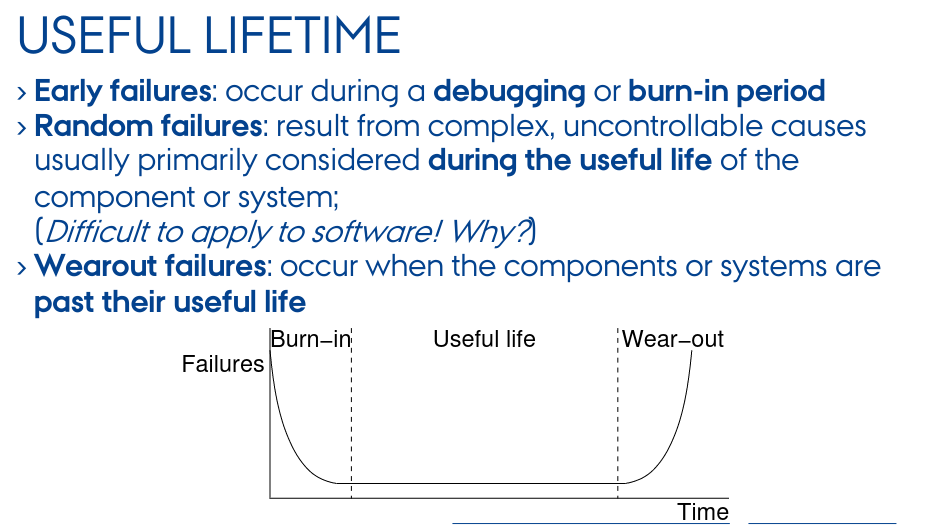 USEFUL LIFETIME
› Early failures: occur during a debugging or burn-in period
› Random failures: result from complex, uncontrollable causes
usually primarily considered during the useful life of the
component or system;
(Difficult to apply to software! Why?)
› Wearout failures: occur when the components or systems are
past their useful life
Burn–in Useful life Wear–out
Failures
Time